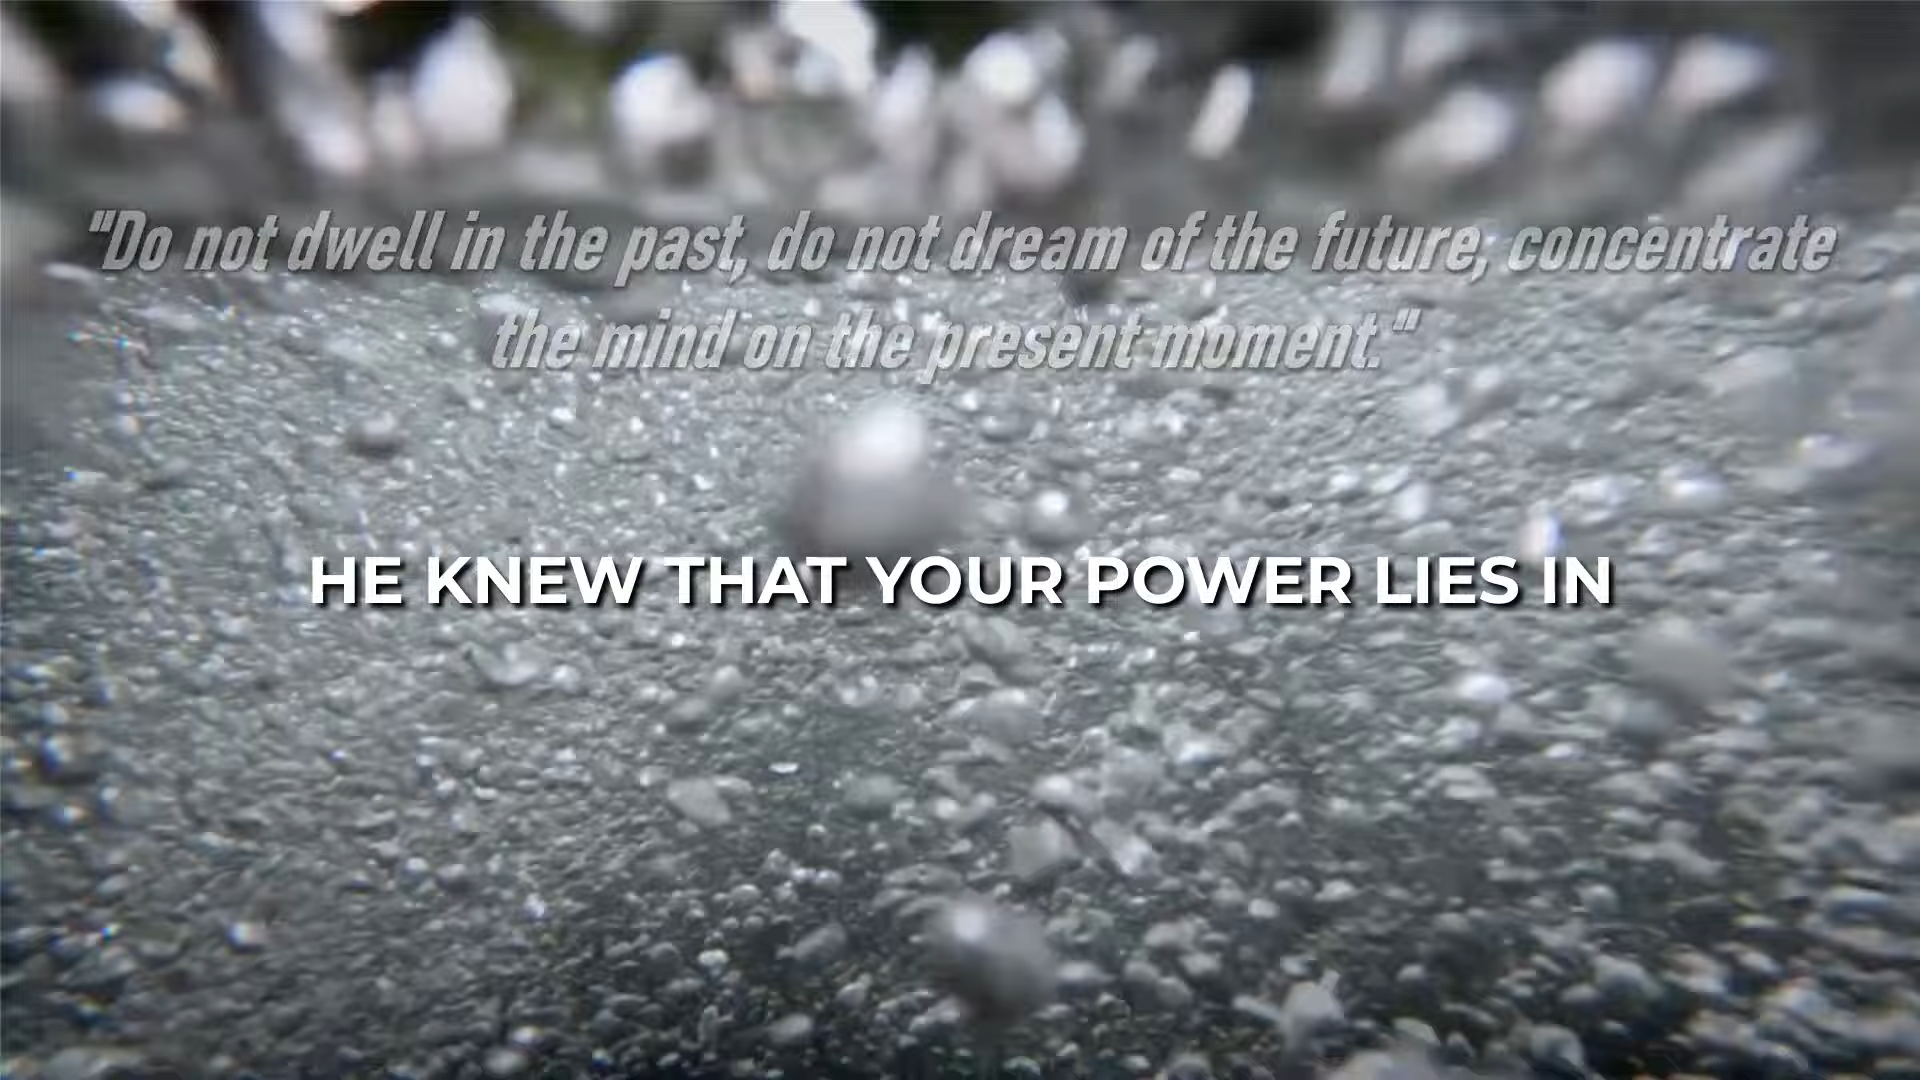 "Do not dwell in the past, do not dream of the future, concentrate
the mind on the present moment."
HE KNEW THAT YOUR POWER LIES IN